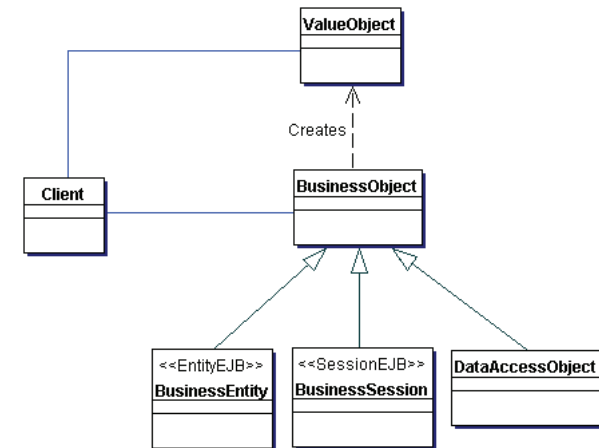 ValueObject
Creates
Client
BusinessObject
<<EntityEJB>>
BusinessEntity
<<SessionEJB>>
BusinessSession
DataAccessObject